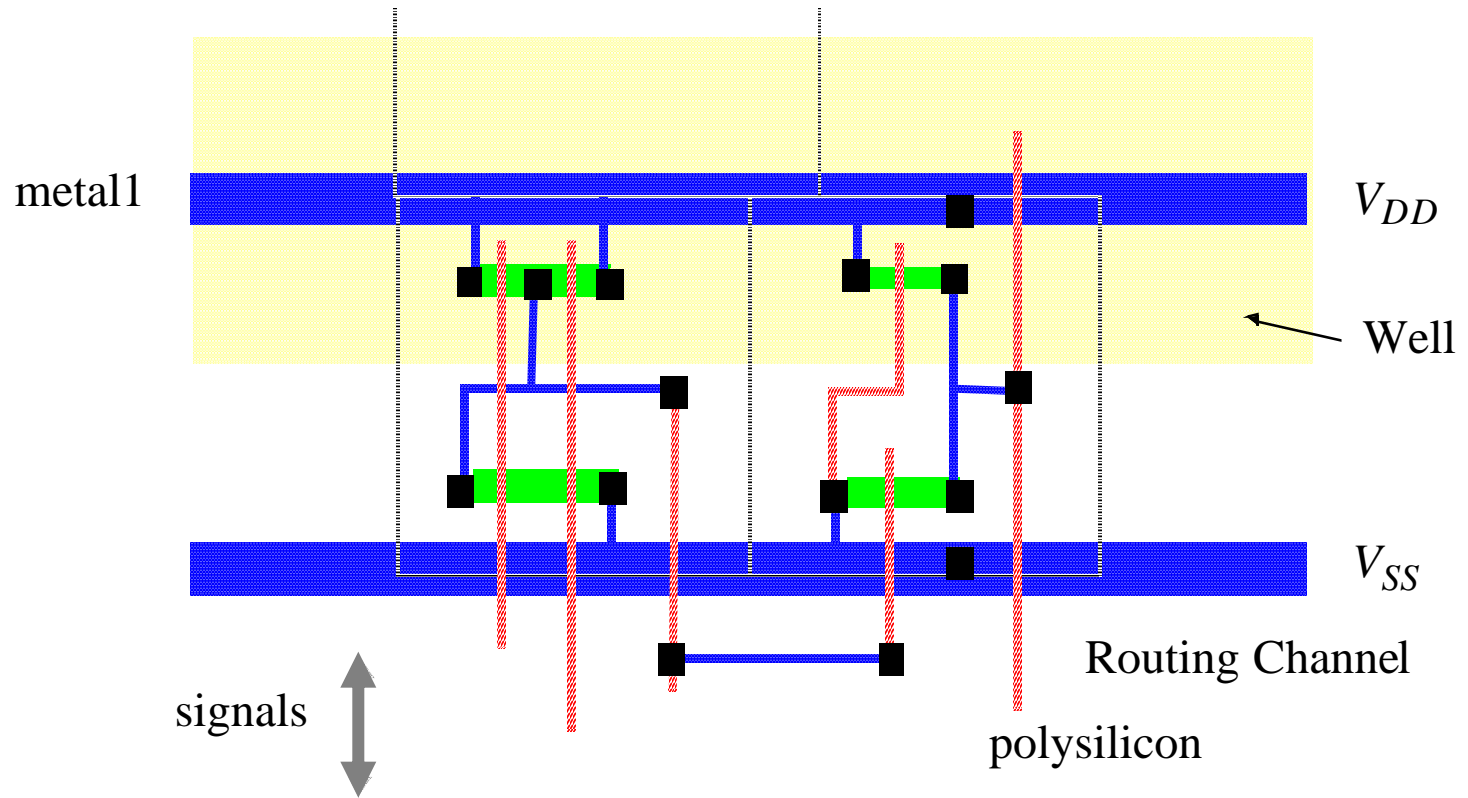 metal1
V_DD
Well
V_SS
Routing Channel
signals
polysilicon